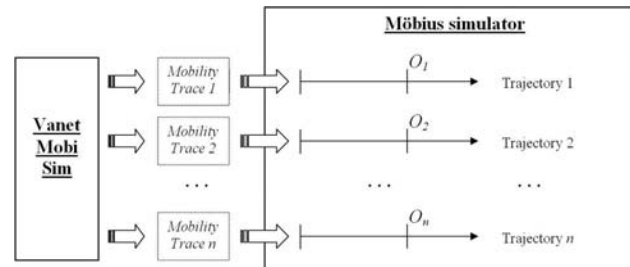 Möbius simulator
Vanet
Mobi
Sim
Mobility
Trace 1
O1
Trajectory 1
Mobility
Trace 2
O2
Trajectory 2
. . .
. . .
. . .
Mobility
Trace n
On
Trajectory n